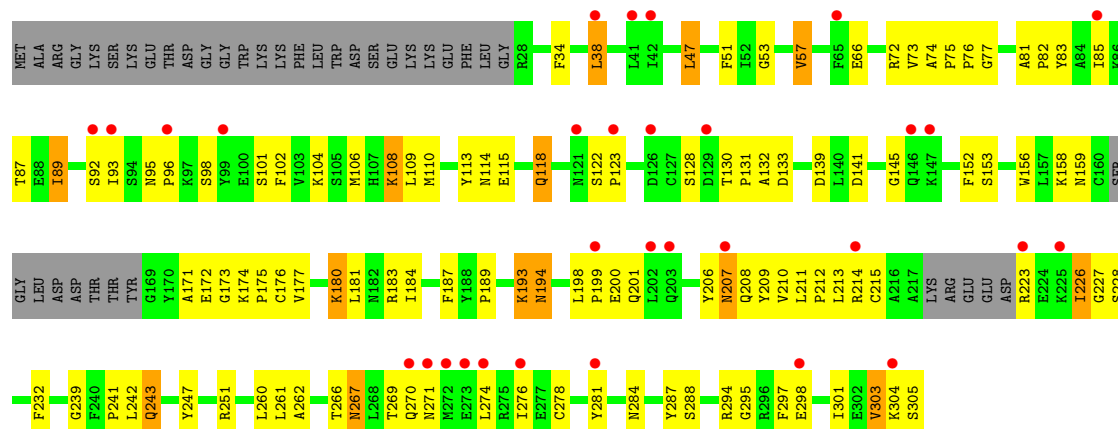 MET ALA ARG GLY LYS SER LYS GLU THR ASP GLY GLY TRP LYS LYS PHE LEU TRP ASP SER GLU LYS LYS GLU PHE LEU GLY R28 F34 L38 L41 I42 L47 F51 I52 G53 V57 F65 E66 R72 V73 A74 P75 P76 G77 A81 P82 Y83 A84 I85 K86
T87 E88 I89 S92 I93 S94 N95 P96 K97 S98 Y99 E100 S101 F102 V103 K104 S105 M106 H107 K108 L109 M110 Y113 N114 E115 Q118 N121 S122 P123 D126 C127 S128 D129 T130 P131 A132 D133 D139 L140 D141 G145 Q146 K147 F152 S153 W156 L157 K158 N159 C160 SER
GLY LEU ASP ASP THR THR TYR G169 Y170 A171 E172 G173 K174 P175 C176 V177 K180 L181 N182 R183 I184 F187 Y188 P189 K193 N194 L198 P199 E200 Q201 L202 Q203 Y206 N207 Q208 Y209 V210 L211 P212 L213 R214 C215 A216 A217 LYS ARG GLU GLU ASP R223 E224 K225 I226 G227 S228
F232 G239 F240 P241 L242 Q243 Y247 R251 L260 L261 A262 T266 N267 L268 T269 Q270 N271 M272 E273 L274 R275 I276 E277 C278 Y281 N284 Y287 S288 R294 G295 R296 F297 E298 I301 E302 V303 K304 S305